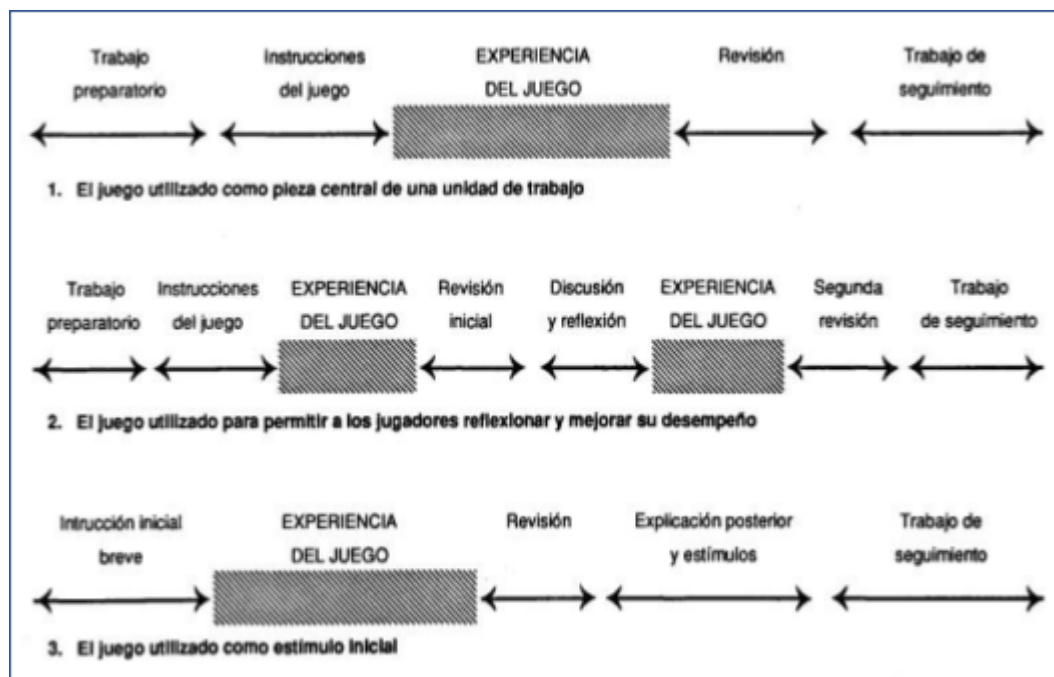 Trabajo preparatorio
Instrucciones del juego
EXPERIENCIA DEL JUEGO
Revisión
Trabajo de seguimiento
1. El juego utilizado como pieza central de una unidad de trabajo
Trabajo preparatorio
Instrucciones del juego
EXPERIENCIA DEL JUEGO
Revisión inicial
Discusión y reflexión
EXPERIENCIA DEL JUEGO
Segunda revisión
Trabajo de seguimiento
2. El juego utilizado para permitir a los jugadores reflexionar y mejorar su desempeño
Intrucción inicial breve
EXPERIENCIA DEL JUEGO
Revisión
Explicación posterior y estímulos
Trabajo de seguimiento
3. El juego utilizado como estímulo inicial